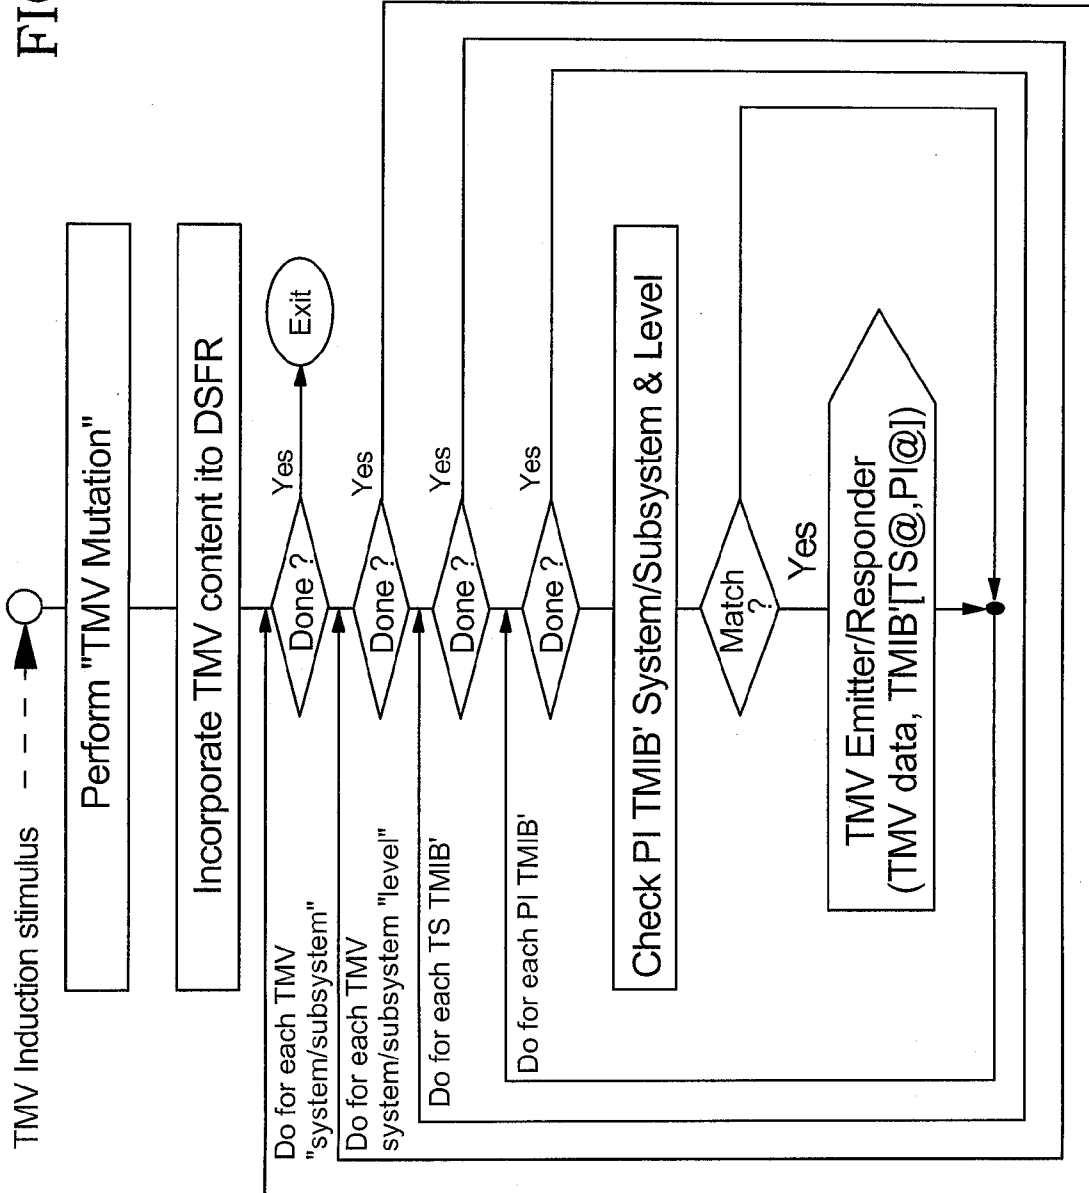 TMV Induction stimulus
Perform "TMV Mutation"
Incorporate TMV content ito DSFR
Do for each TMV
"system/subsystem"
Done ?
Yes
Exit
Do for each TMV
system/subsystem "level"
Done ?
Yes
Do for each TS TMIB'
Done ?
Yes
Do for each PI TMIB'
Done ?
Yes
Check PI TMIB' System/Subsystem & Level
Match
?
Yes
TMV Emitter/Responder
(TMV data, TMIB'[TS@,PI@])